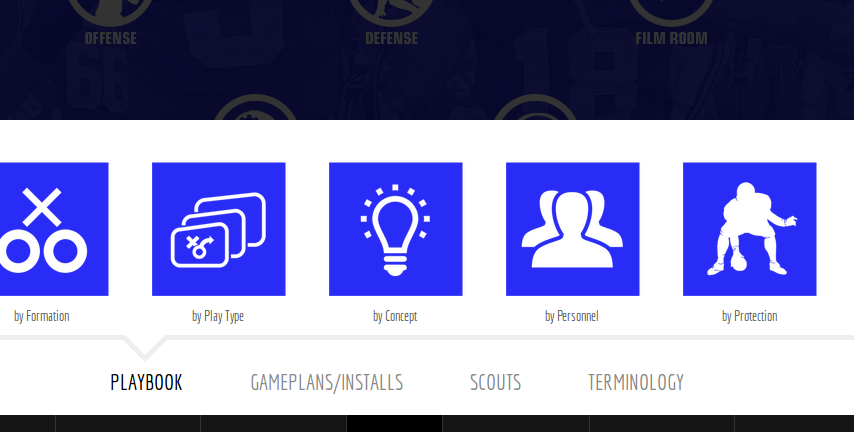 OFFENSE DEFENSE FILM ROOM
by Formation by Play Type by Concept by Personnel by Protection
PLAYBOOK GAMEPLANS/INSTALLS SCOUTS TERMINOLOGY